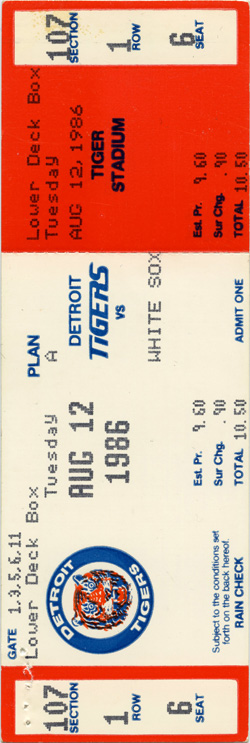 107
SECTION
1
ROW
6
SEAT
GATE 1,3,5,6,11
Lower Deck Box
PLAN
A
Tuesday
AUG 12
1986
DETROIT
TIGERS
VS
WHITE SOX
DETROIT
TIGERS
Est. Pr. 9.60
Sur Chg. .90
TOTAL 10.50
Subject to the conditions set
forth on the back hereof.
RAIN CHECK
ADMIT ONE
Lower Deck Box
Tuesday
AUG 12, 1986
TIGER
STADIUM
Est. Pr. 9.60
Sur Chg. .90
TOTAL 10.50
107
SECTION
1
ROW
6
SEAT